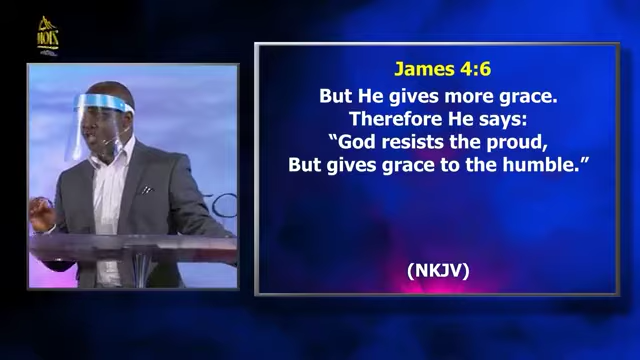 James 4:6
But He gives more grace.
Therefore He says:
“God resists the proud,
But gives grace to the humble.”
(NKJV)